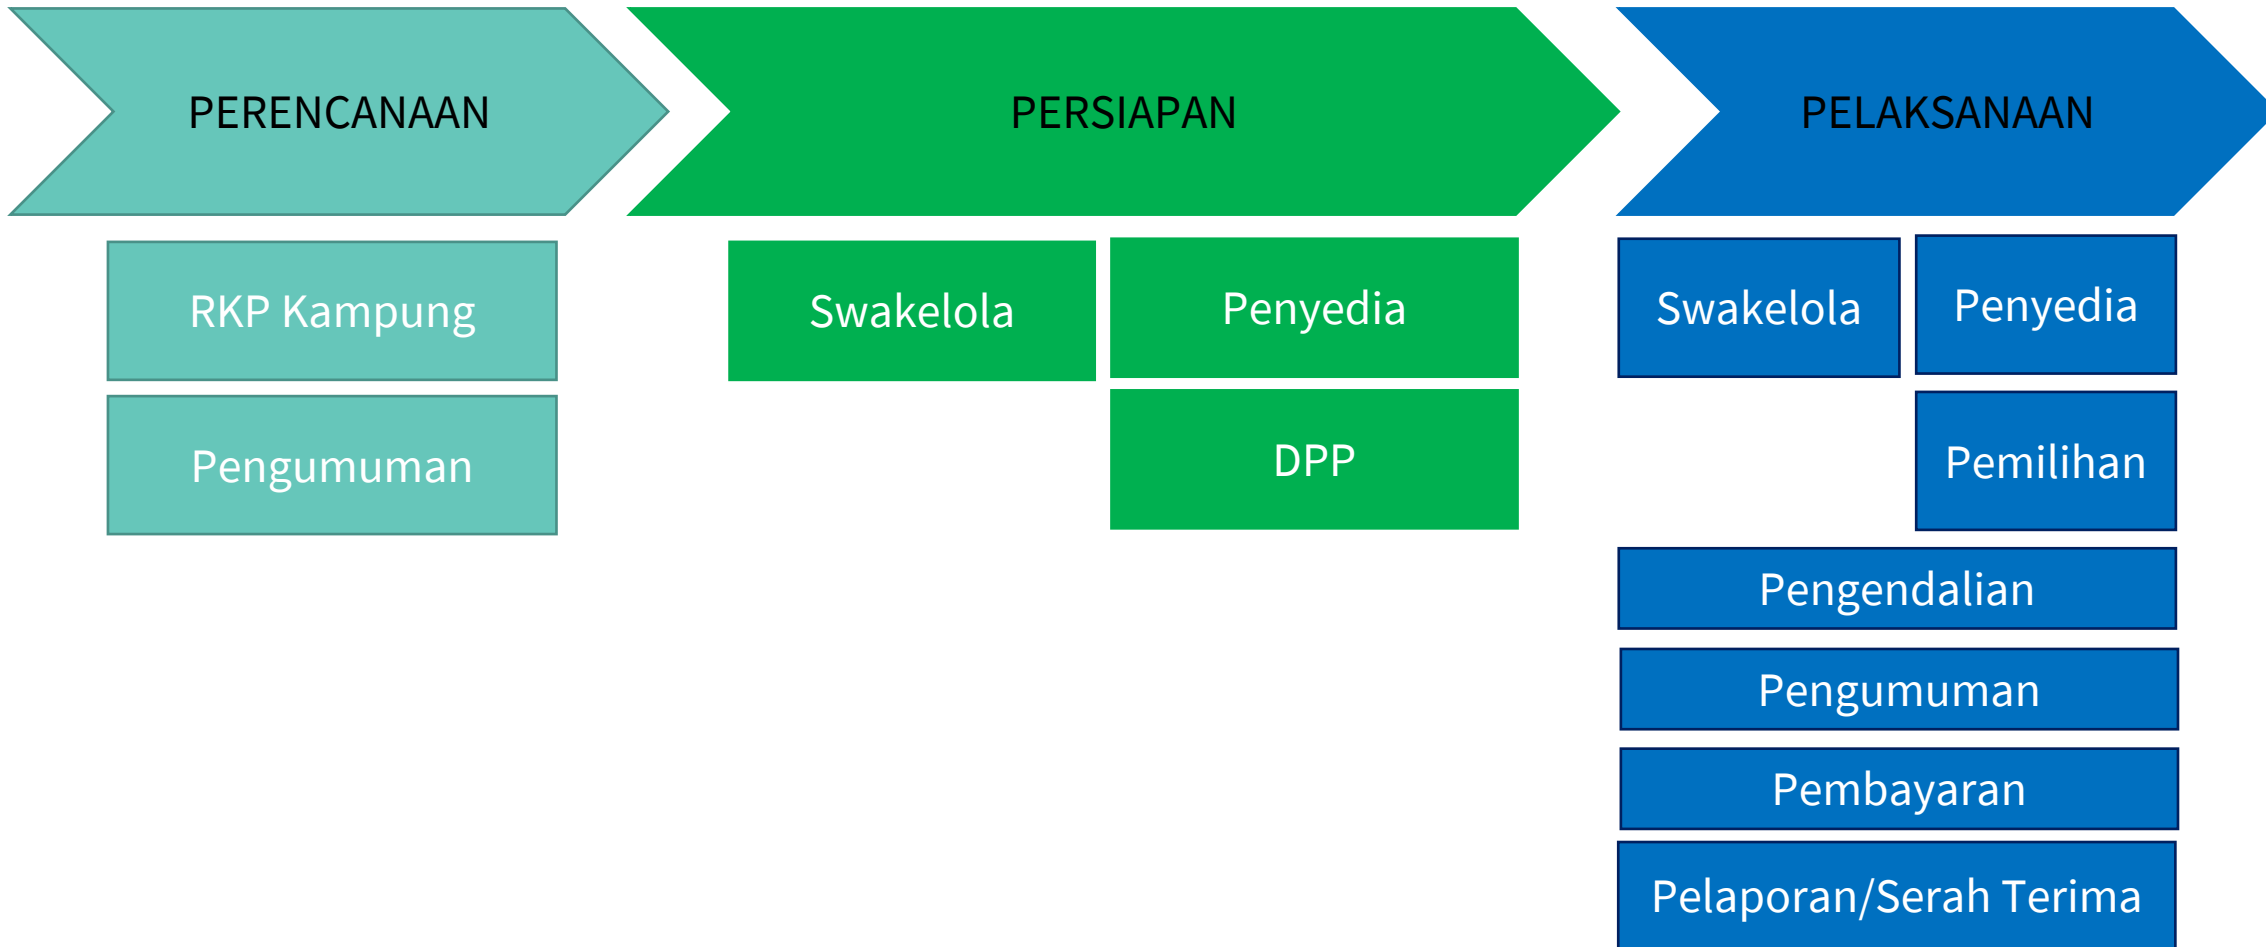 PERENCANAAN
PERSIAPAN
PELAKSANAAN
RKP Kampung
Pengumuman
Swakelola
Penyedia
DPP
Swakelola
Penyedia
Pemilihan
Pengendalian
Pengumuman
Pembayaran
Pelaporan/Serah Terima